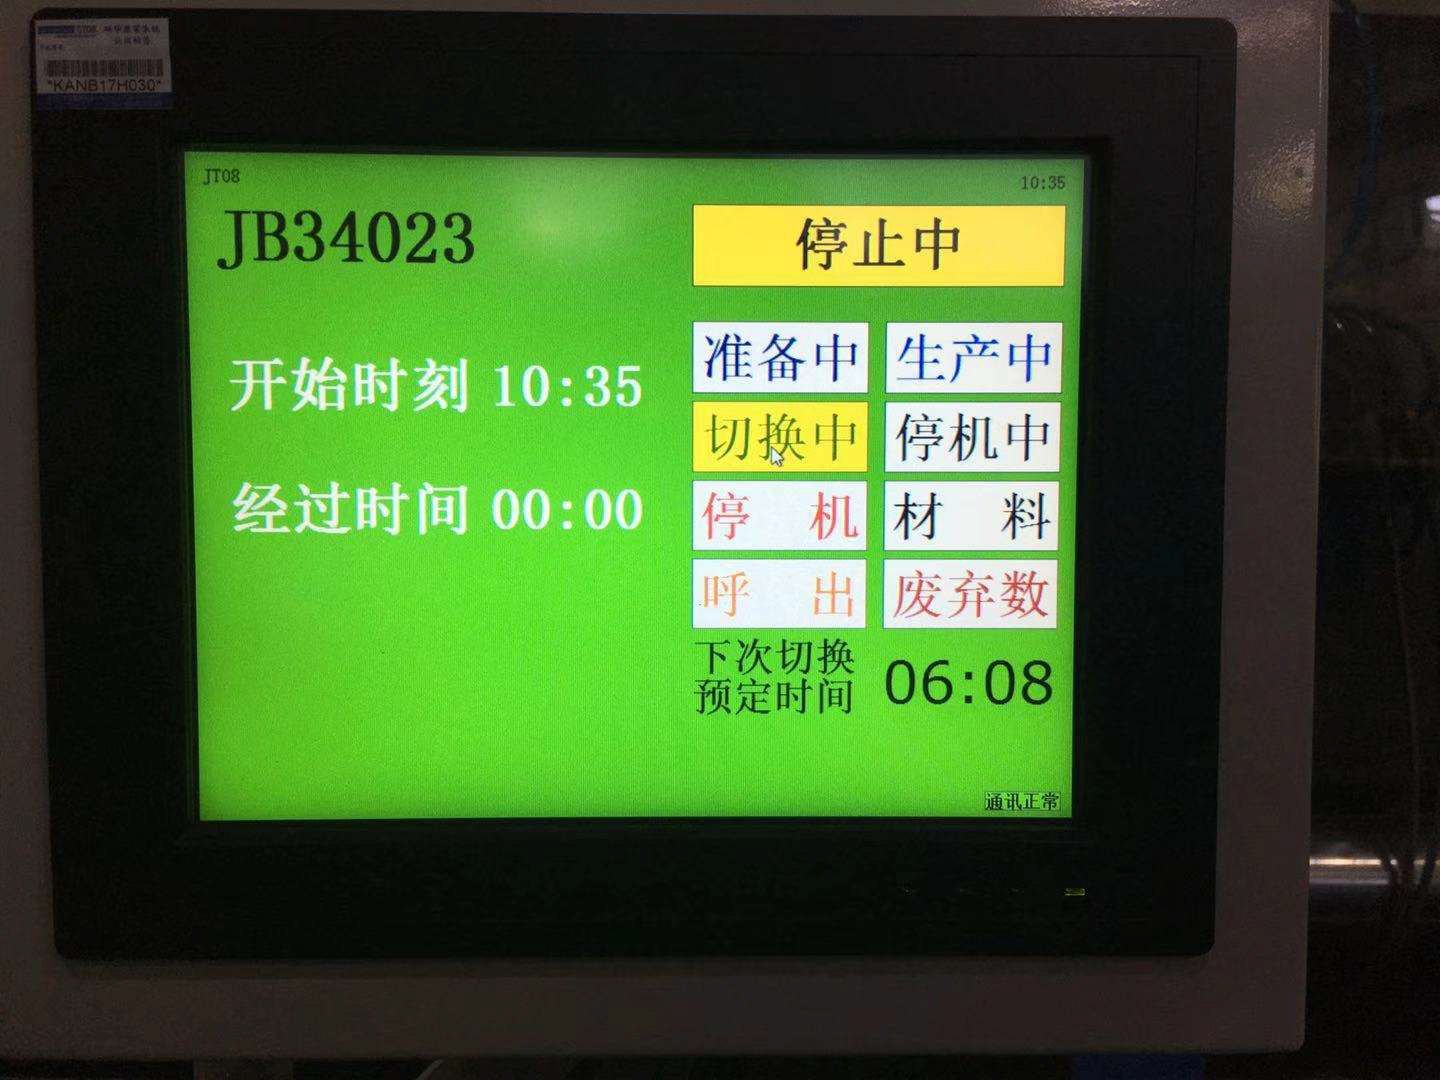 *KANB17H030*
JT08
10:35
JB34023
停止中
开始时刻 10:35
经过时间 00:00
准备中
生产中
切换中
停机中
停 机
材 料
呼 出
废弃数
下次切换
预定时间
06:08
通讯正常